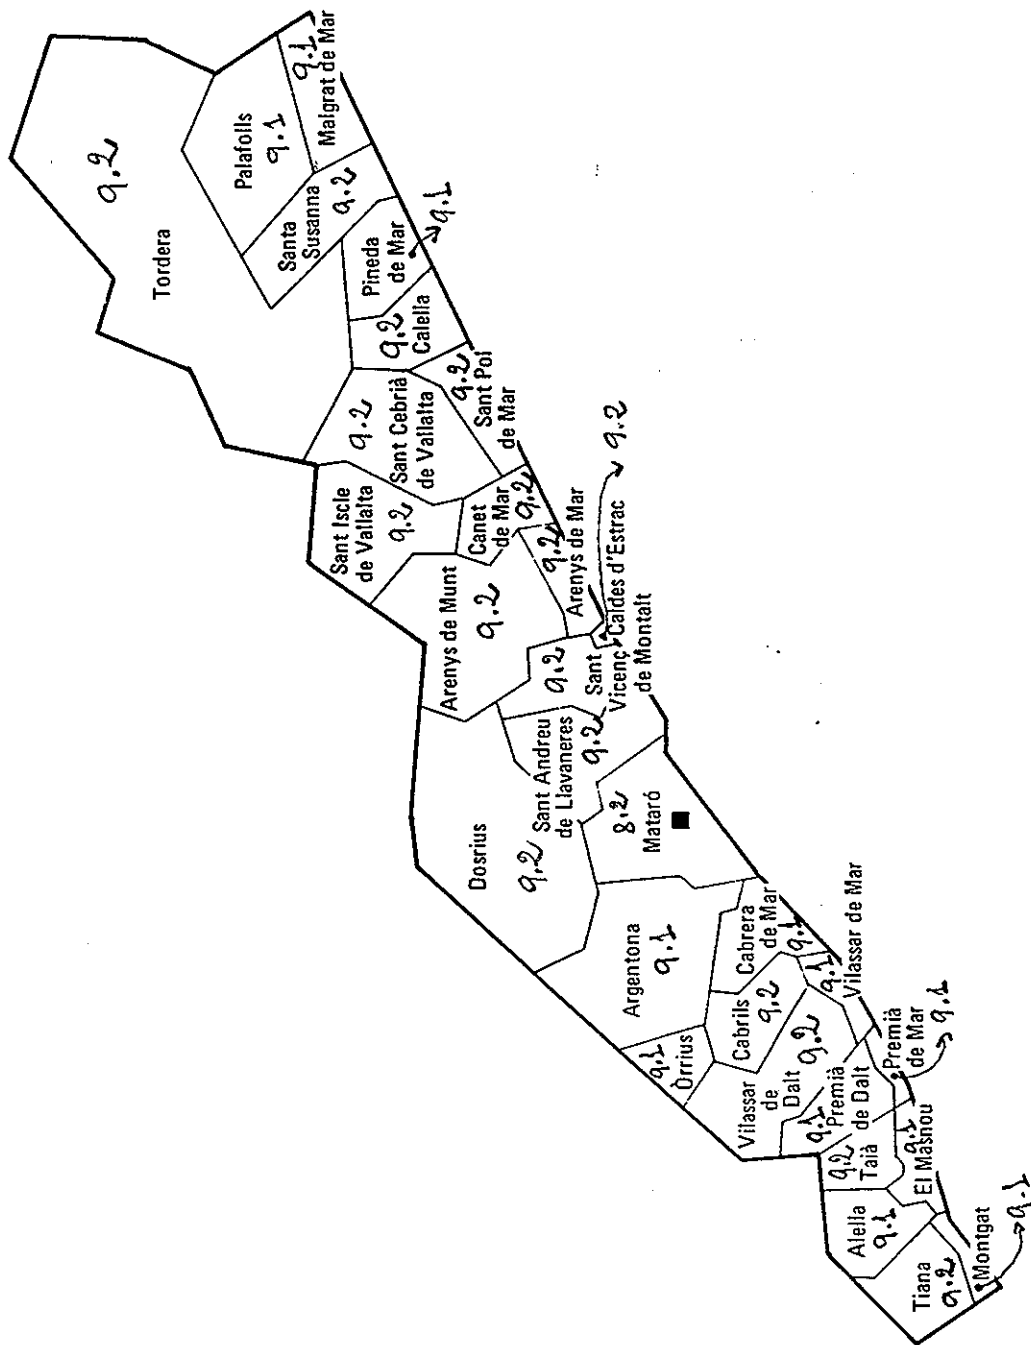 9.2
Tordera
Palafolls
9.1
9.1
Malgrat de Mar
Santa
Susanna
9.2
Pineda
de Mar
9.1
9.2
Calella
9.2
Sant Pol
de Mar
9.2
Sant Cebrià
de Vallalta
Sant Iscle
de Vallalta
9.2
Canet
de Mar
9.2
Arenys de Munt
9.2
9.2
Arenys de Mar
Caldes d'Estrac
9.2
9.2
Sant
Vicenç
de Montalt
Sant Andreu
de Llavaneres
9.2
Dosrius
9.2
8.2
Mataró
Argentona
9.1
Cabrera
de Mar
9.1
9.1
Òrrius
Cabrils
9.2
9.1
Vilassar de Mar
Vilassar
de
Dalt
9.2
9.1
Premià
de Dalt
Premià
de Mar
9.1
9.2
Taià
9.1
El Masnou
Alella
9.1
Tiana
9.2
Montgat
9.1